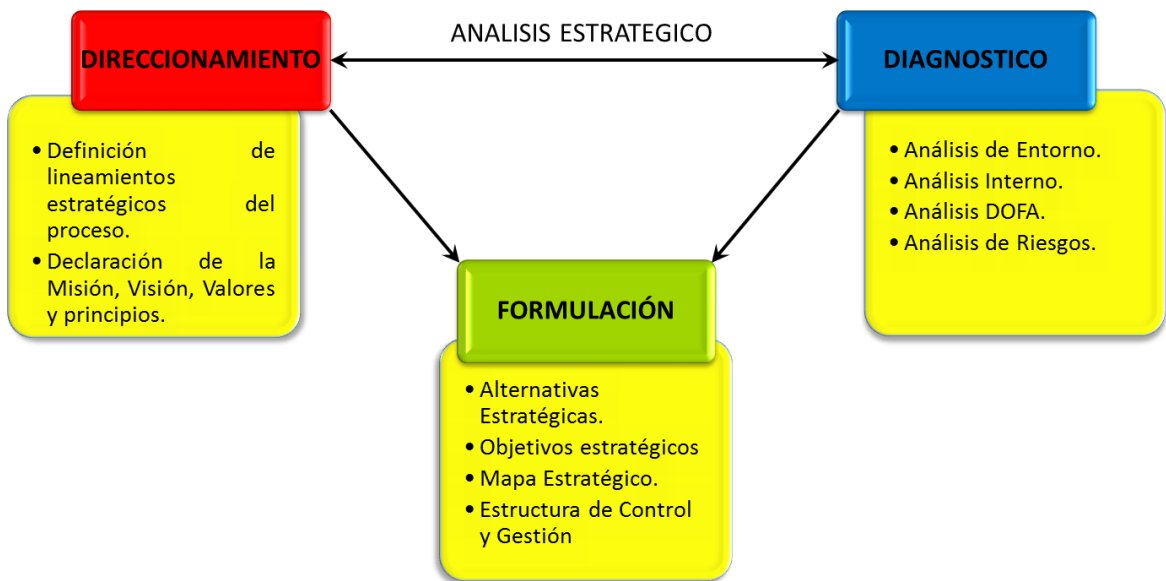 ANALISIS ESTRATEGICO
DIRECCIONAMIENTO
• Definición de
lineamientos
estratégicos del
proceso.
• Declaración de la
Misión, Visión, Valores
y principios.
DIAGNOSTICO
• Análisis de Entorno.
• Análisis Interno.
• Análisis DOFA.
• Análisis de Riesgos.
FORMULACIÓN
• Alternativas
Estratégicas.
• Objetivos estratégicos
• Mapa Estratégico.
• Estructura de Control
y Gestión